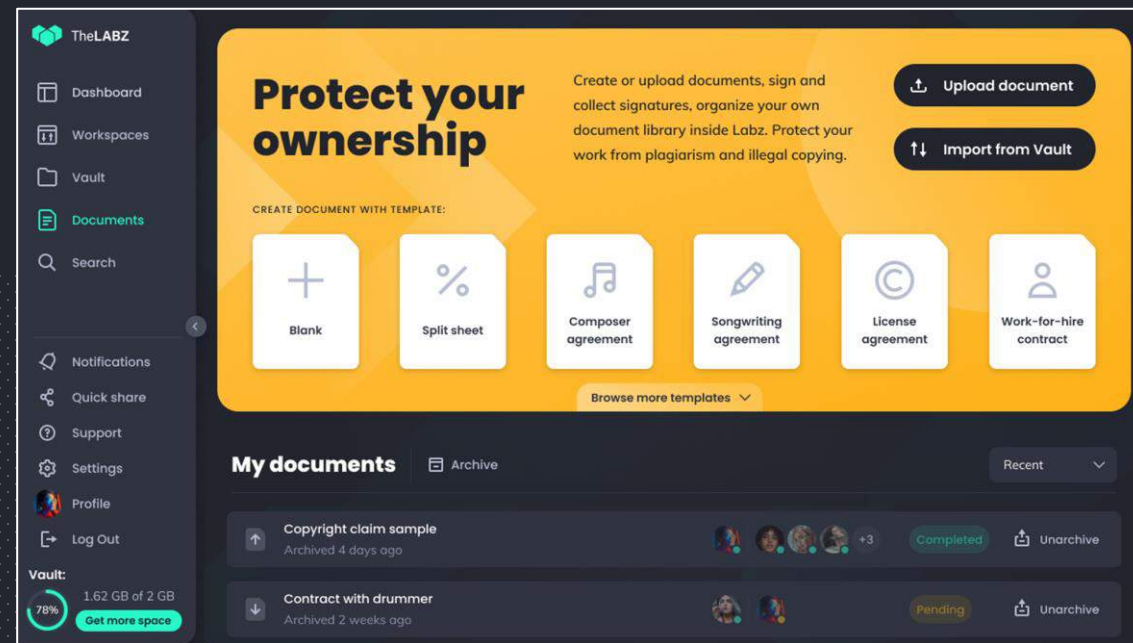 TheLABZ
Dashboard
Workspaces
Vault
Documents
Search
Notifications
Quick share
Support
Settings
Profile
Log Out
Vault:
78%
1.62 GB of 2 GB
Get more space
Protect your
ownership
Create or upload documents, sign and
collect signatures, organize your own
document library inside Labz. Protect your
work from plagiarism and illegal copying.
Upload document
Import from Vault
CREATE DOCUMENT WITH TEMPLATE:
Blank
Split sheet
Composer
agreement
Songwriting
agreement
License
agreement
Work-for-hire
contract
Browse more templates
My documents
Archive
Recent
Copyright claim sample
Archived 4 days ago
+3
Completed
Unarchive
Contract with drummer
Archived 2 weeks ago
Pending
Unarchive